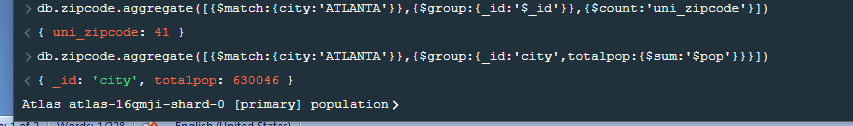 > db.zipcode.aggregate([{$match:{city:'ATLANTA'}},{$group:{_id:'$_id'}},{$count:'uni_zipcode'}])
< { uni_zipcode: 41 }
> db.zipcode.aggregate([{$match:{city:'ATLANTA'}},{$group:{_id:'city',totalpop:{$sum:'$pop'}}}])
< { _id: 'city', totalpop: 630046 }
Atlas atlas-16qmji-shard-0 [primary] population>
of 2 Words: 1/228 English (United States)